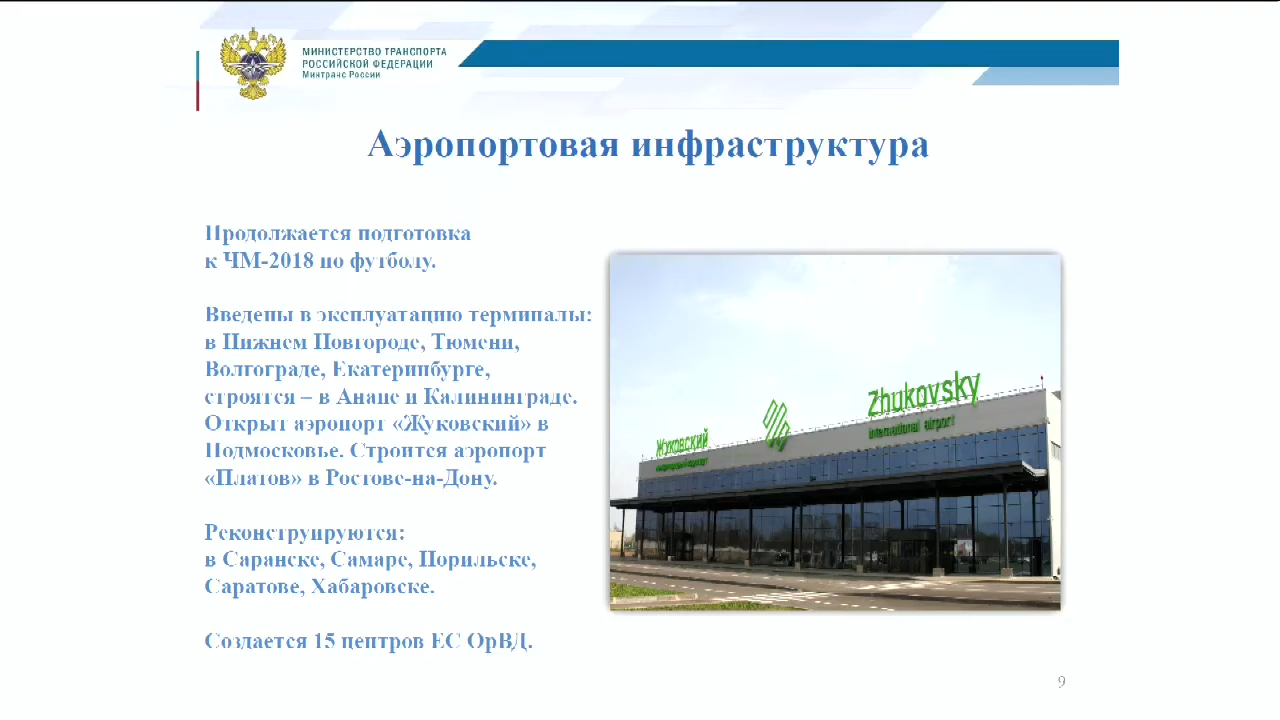 МИНИСТЕРСТВО ТРАНСПОРТА
РОССИЙСКОЙ ФЕДЕРАЦИИ
Минтранс России
Аэропортовая инфраструктура
Продолжается подготовка
к ЧМ-2018 по футболу.
Введены в эксплуатацию терминалы:
в Нижнем Новгороде, Тюмени,
Волгограде, Екатеринбурге,
строятся – в Анапе и Калининграде.
Открыт аэропорт «Жуковский» в
Подмосковье. Строится аэропорт
«Платов» в Ростове-на-Дону.
Реконструируются:
в Саранске, Самаре, Норильске,
Саратове, Хабаровске.
Создается 15 центров ЕС ОрВД.
Zhukovsky
international airport
Жуковский
9